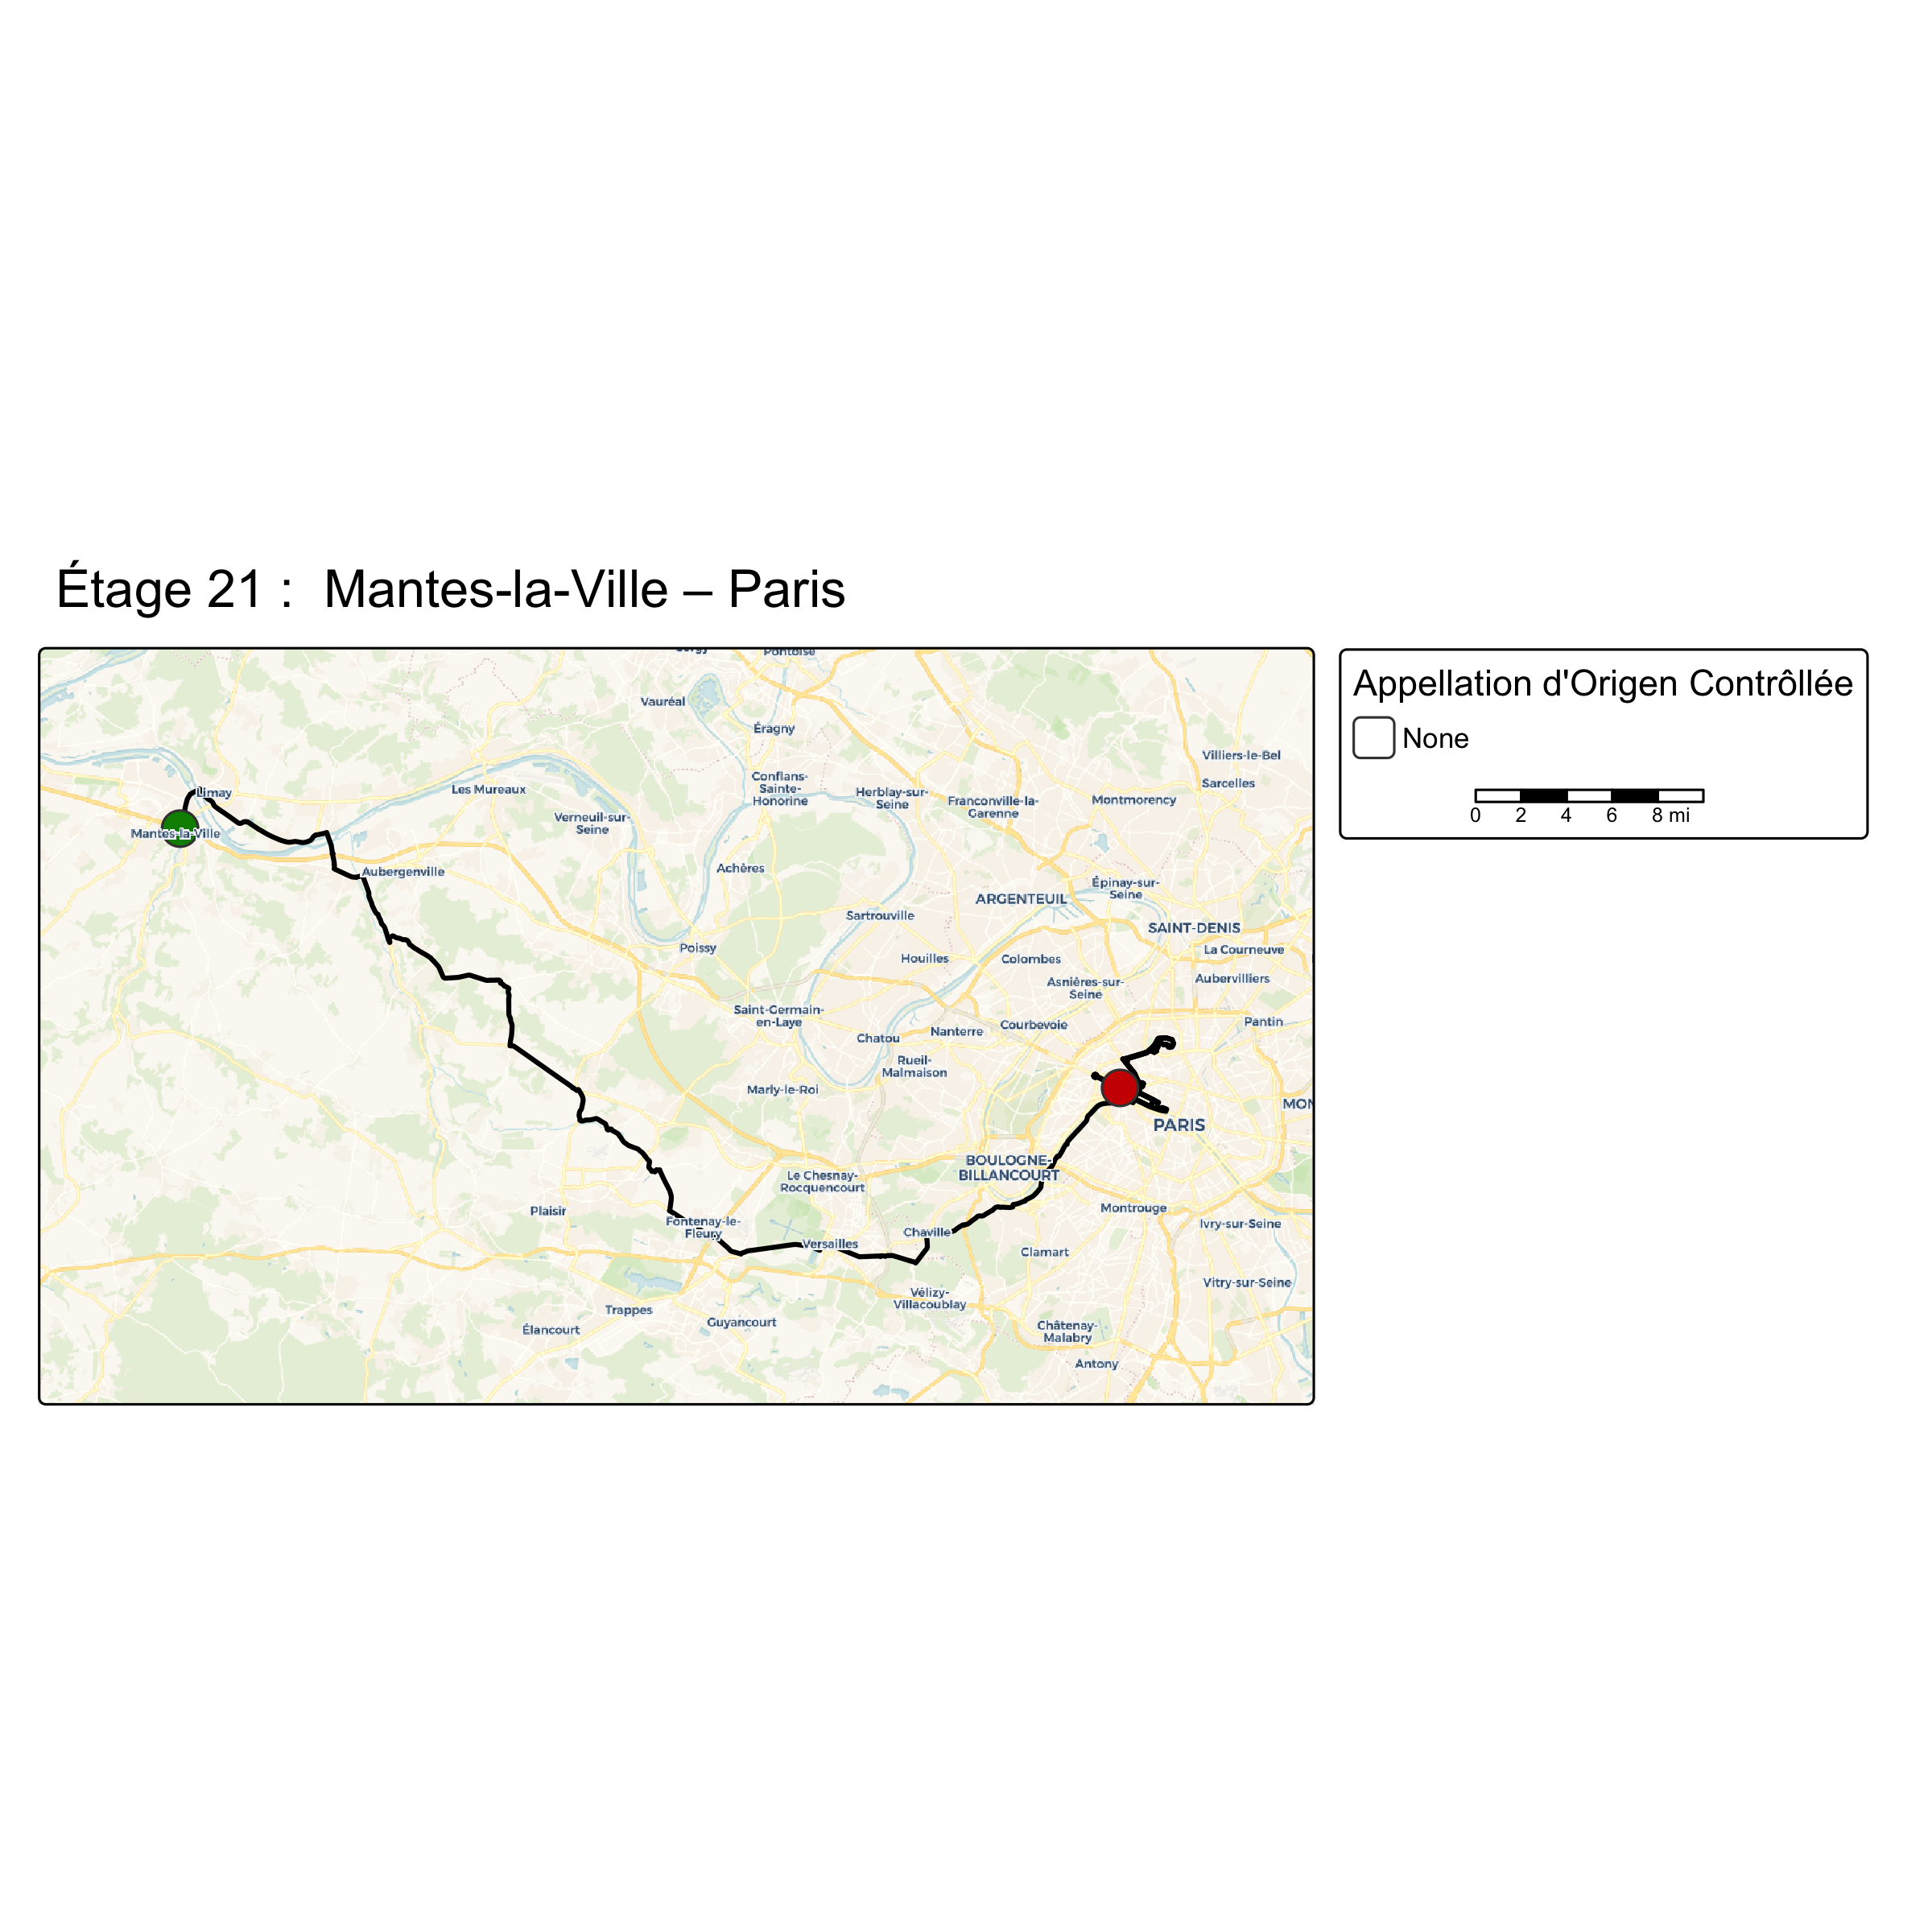 Étage 21 :  Mantes-la-Ville – Paris
Pontoise
Vauréal
Éragny
Villiers-le-Bel
Conflans-
Sainte-
Honorine
Sarcelles
Limay
Les Mureaux
Herblay-sur-
Seine
Franconville-la-
Garenne
Montmorency
Verneuil-sur-
Seine
Mantes-la-Ville
Aubergenville
Achères
Épinay-sur-
Seine
ARGENTEUIL
Sartrouville
SAINT-DENIS
Poissy
La Courneuve
Houilles
Colombes
Aubervilliers
Asnières-sur-
Seine
Saint-Germain-
en-Laye
Pantin
Courbevoie
Nanterre
Chatou
Rueil-
Malmaison
Marly-le-Roi
MON
PARIS
BOULOGNE-
BILLANCOURT
Le Chesnay-
Rocquencourt
Plaisir
Montrouge
Fontenay-le-
Fleury
Ivry-sur-Seine
Chaville
Versailles
Clamart
Vitry-sur-Seine
Vélizy-
Villacoublay
Trappes
Guyancourt
Élancourt
Châtenay-
Malabry
Antony
Appellation d'Origen Contrôllée
None
0 2 4 6 8 mi